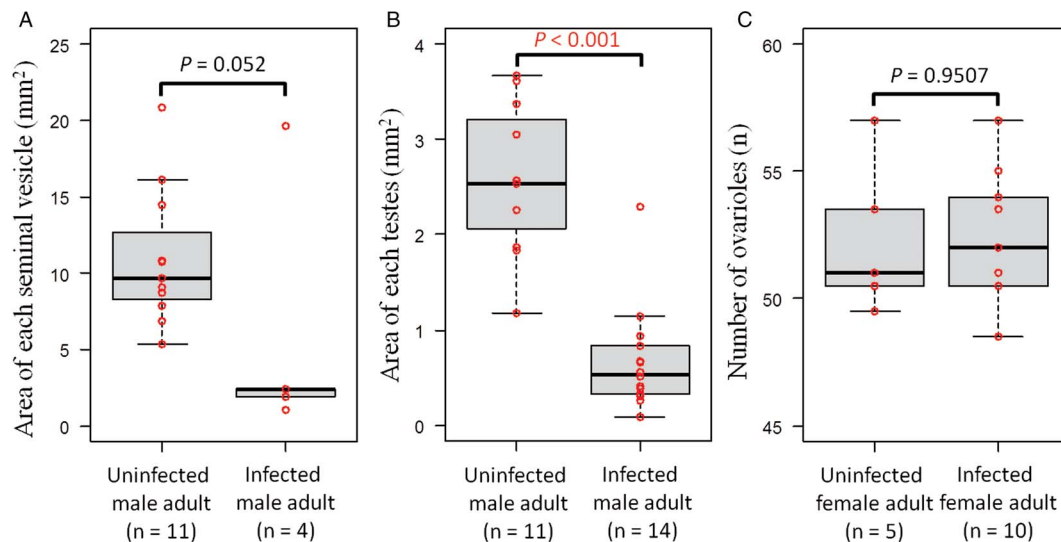 A
Area of each seminal vesicle (mm²)
25
20
15
10
5
0
P = 0.052
Uninfected
male adult
(n = 11)
Infected
male adult
(n = 4)
B
Area of each testes (mm²)
4
3
2
1
0
P < 0.001
Uninfected
male adult
(n = 11)
Infected
male adult
(n = 14)
C
Number of ovarioles (n)
60
55
50
45
P = 0.9507
Uninfected
female adult
(n = 5)
Infected
female adult
(n = 10)